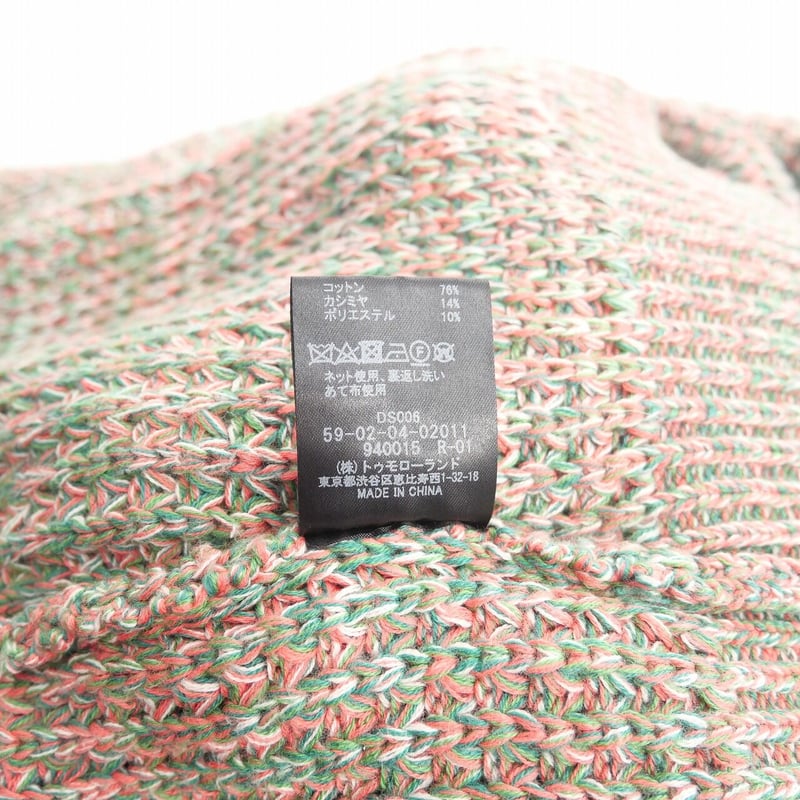 コットン 76%
カシミヤ 14%
ポリエステル 10%
ネット使用、裏返し洗い
あて布使用
DS006
59-02-04-02011
940015 R-01
(株)トゥモローランド
東京都渋谷区恵比寿西1-32-18
MADE IN CHINA